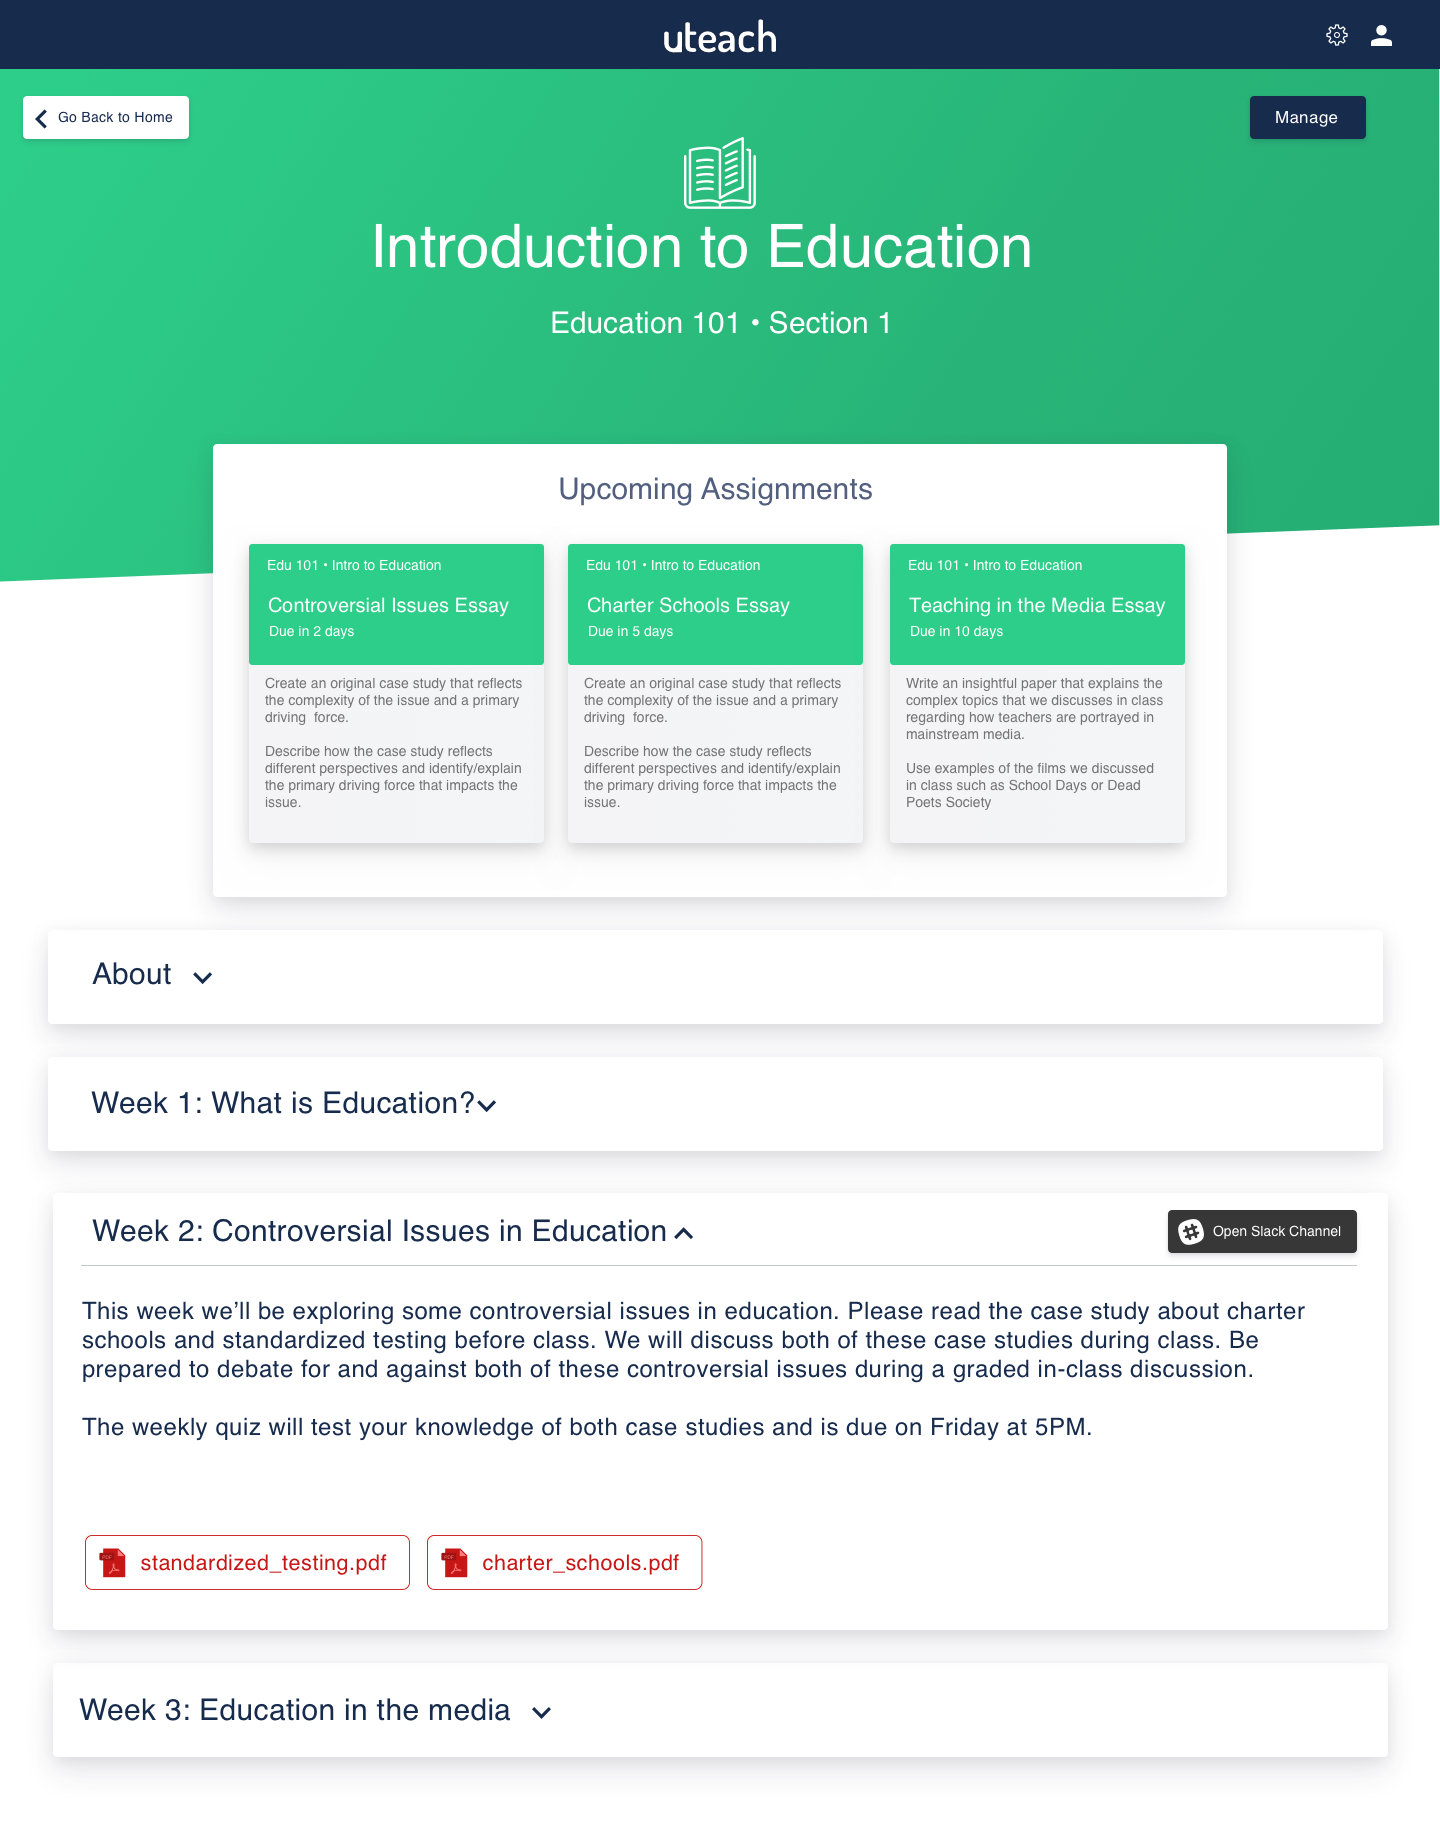 uteach
Go Back to Home
Manage
Introduction to Education
Education 101 • Section 1
Upcoming Assignments
Edu 101 • Intro to Education
Controversial Issues Essay
Due in 2 days
Create an original case study that reflects
the complexity of the issue and a primary
driving  force.
Describe how the case study reflects
different perspectives and identify/explain
the primary driving force that impacts the
issue.
Edu 101 • Intro to Education
Charter Schools Essay
Due in 5 days
Create an original case study that reflects
the complexity of the issue and a primary
driving  force.
Describe how the case study reflects
different perspectives and identify/explain
the primary driving force that impacts the
issue.
Edu 101 • Intro to Education
Teaching in the Media Essay
Due in 10 days
Write an insightful paper that explains the
complex topics that we discusses in class
regarding how teachers are portrayed in
mainstream media.
Use examples of the films we discussed
in class such as School Days or Dead
Poets Society
About
Week 1: What is Education?
Week 2: Controversial Issues in Education
Open Slack Channel
This week we’ll be exploring some controversial issues in education. Please read the case study about charter
schools and standardized testing before class. We will discuss both of these case studies during class. Be
prepared to debate for and against both of these controversial issues during a graded in-class discussion.
The weekly quiz will test your knowledge of both case studies and is due on Friday at 5PM.
PDF
standardized_testing.pdf
PDF
charter_schools.pdf
Week 3: Education in the media